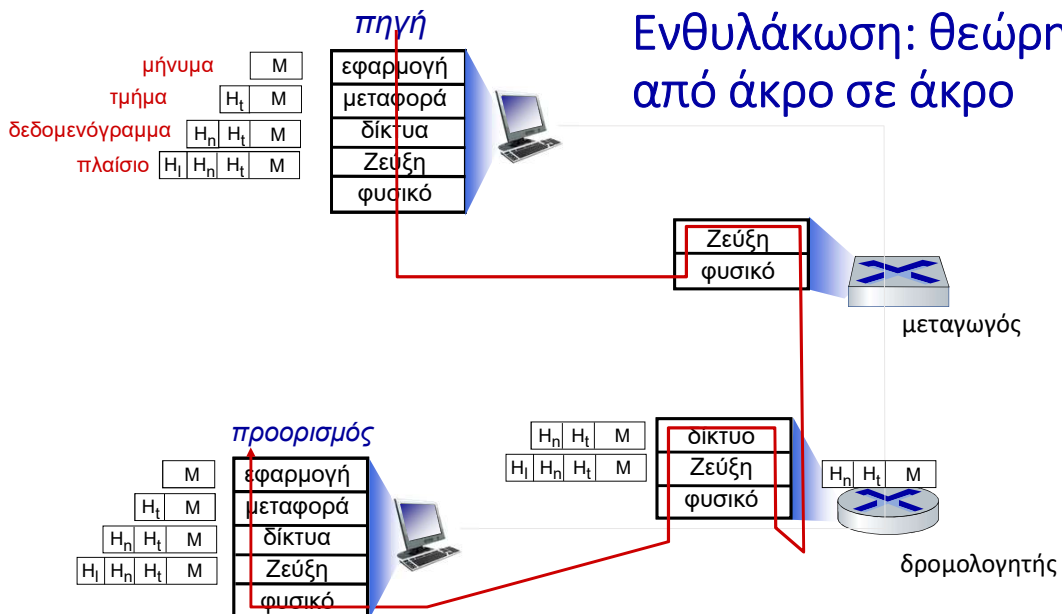 πηγή
Ενθυλάκωση: θεώρη
από άκρο σε άκρο
μήνυμα M εφαρμογή
τμήμα Ht M μεταφορά
δεδομενόγραμμα Hn Ht M δίκτυα
πλαίσιο Hl Hn Ht M Ζεύξη
φυσικό
Ζεύξη
φυσικό
μεταγωγός
προορισμός
M εφαρμογή
Ht M μεταφορά
Hn Ht M δίκτυα
Hl Hn Ht M Ζεύξη
φυσικό
Hn Ht M δίκτυο
Hl Hn Ht M Ζεύξη
φυσικό
Hn Ht M
δρομολογητής